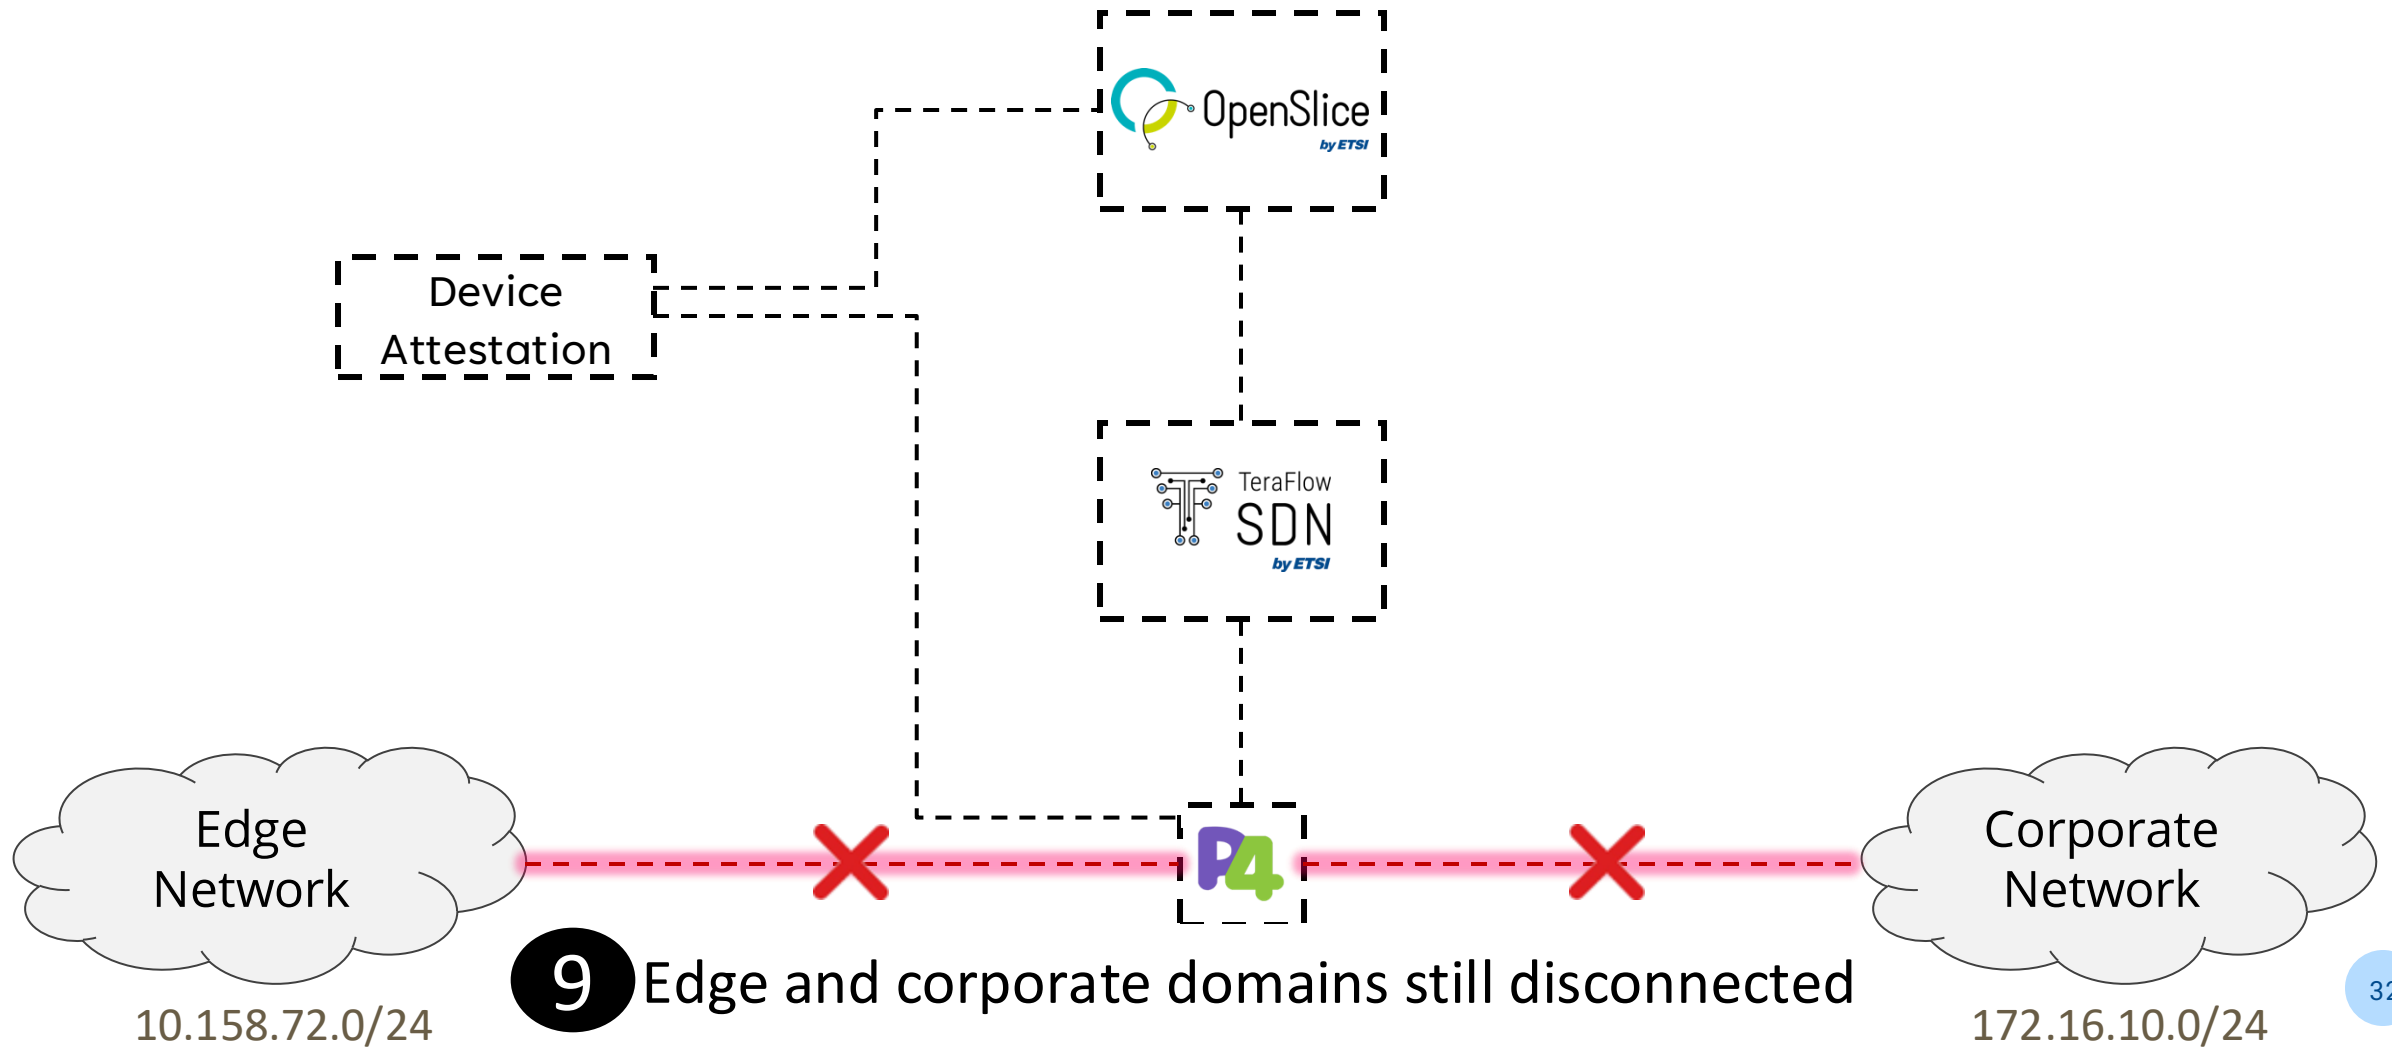 OpenSlice
by ETSI
Device
Attestation
TeraFlow
SDN
by ETSI
P4
Edge
Network
Corporate
Network
9 Edge and corporate domains still disconnected
10.158.72.0/24
172.16.10.0/24
32